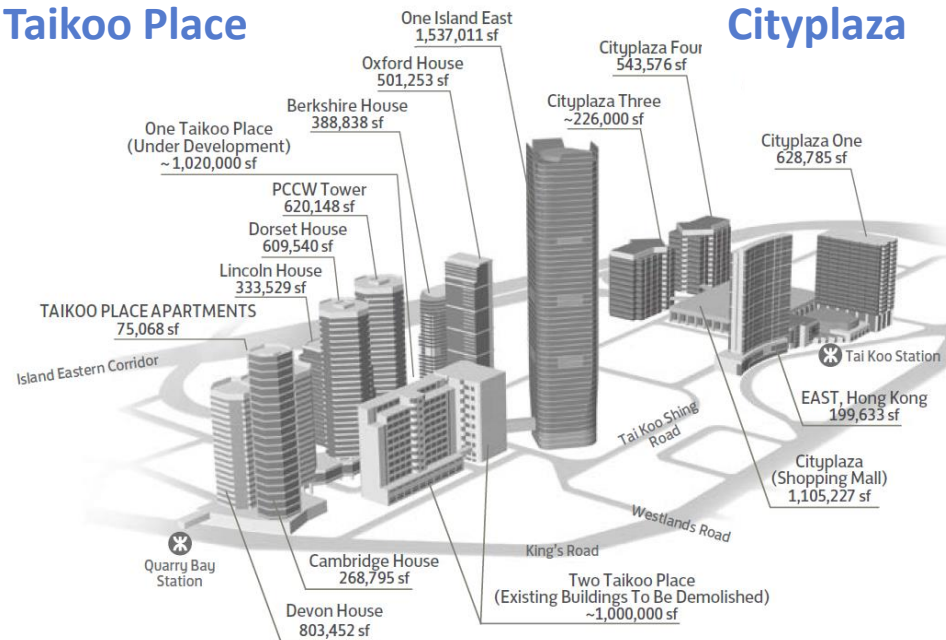 Taikoo Place
Cityplaza
One Island East
1,537,011 sf
Oxford House
501,253 sf
Berkshire House
388,838 sf
One Taikoo Place
(Under Development)
~1,020,000 sf
PCCW Tower
620,148 sf
Dorset House
609,540 sf
Lincoln House
333,529 sf
TAIKOO PLACE APARTMENTS
75,068 sf
Cityplaza Four
543,576 sf
Cityplaza Three
~226,000 sf
Cityplaza One
628,785 sf
Island Eastern Corridor
Tai Koo Station
EAST, Hong Kong
199,633 sf
Tai Koo Shing
Road
Cityplaza
(Shopping Mall)
1,105,227 sf
Westlands Road
King's Road
Quarry Bay
Station
Cambridge House
268,795 sf
Devon House
803,452 sf
Two Taikoo Place
(Existing Buildings To Be Demolished)
~1,000,000 sf